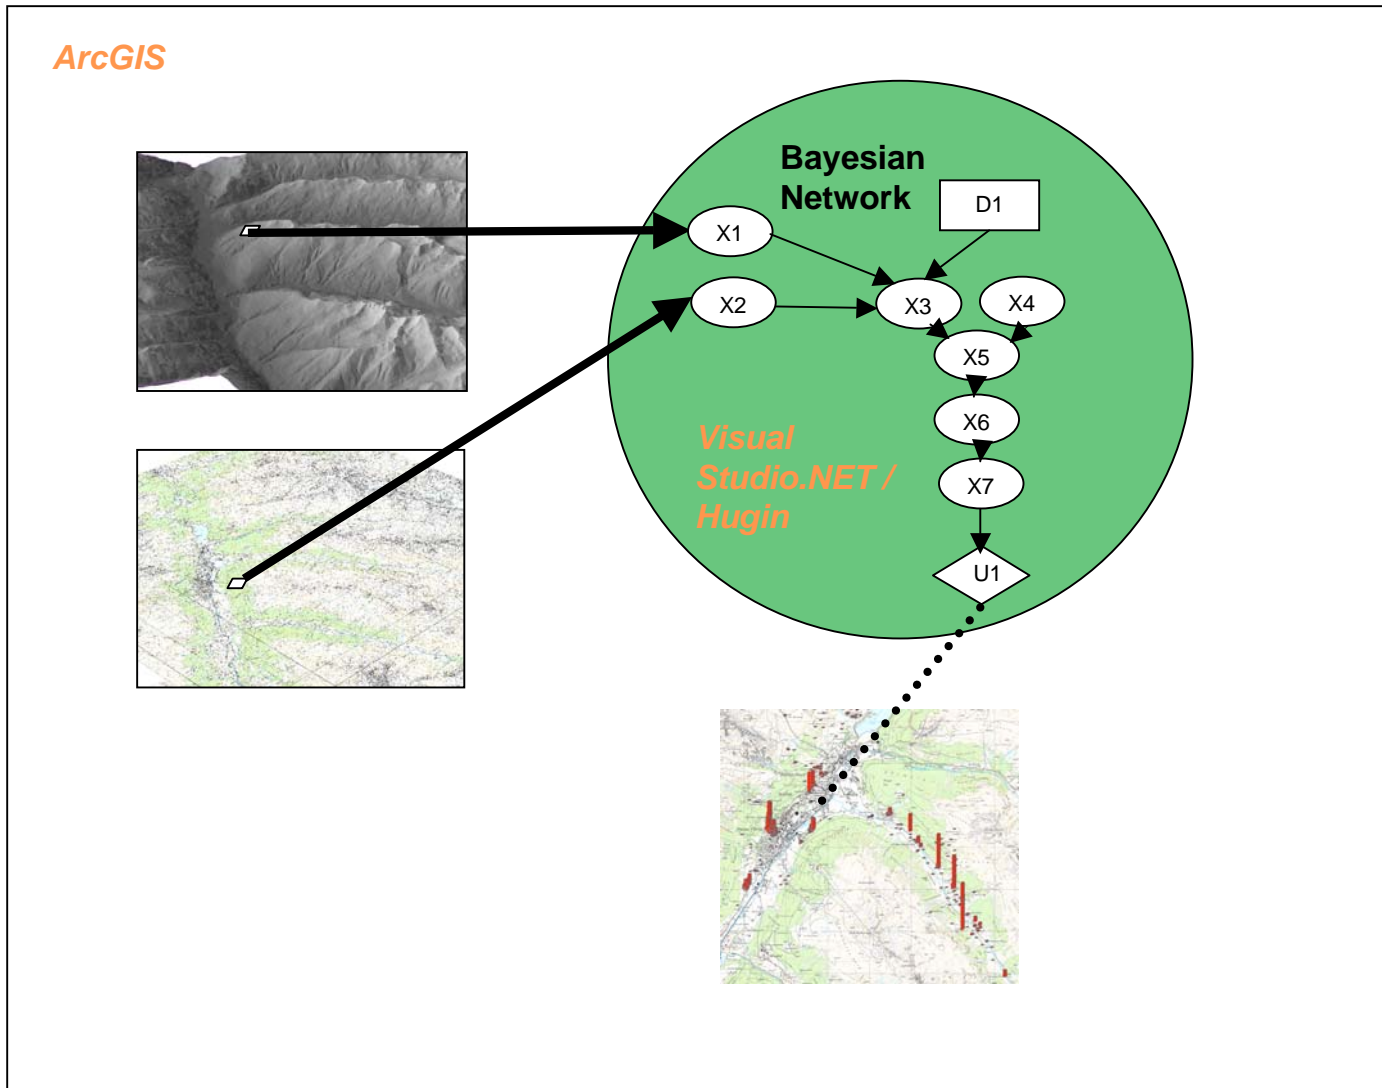 ArcGIS
Bayesian
Network
D1
X1
X2
X3
X4
X5
X6
X7
U1
Visual
Studio.NET /
Hugin